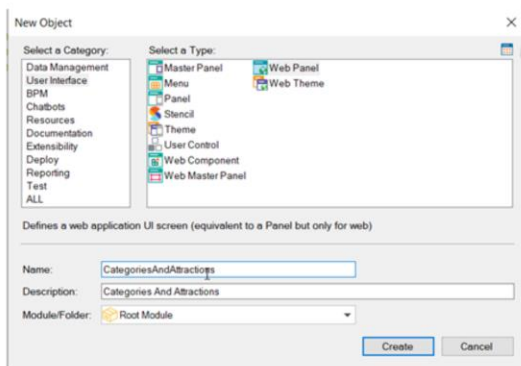 New Object
Select a Category:
Data Management
User Interface
BPM
Chatbots
Resources
Documentation
Extensibility
Deploy
Reporting
Test
ALL
Select a Type:
Master Panel
Menu
Panel
Stencil
Theme
User Control
Web Component
Web Master Panel
Web Panel
Web Theme
Defines a web application UI screen (equivalent to a Panel but only for web)
Name: CategoriesAndAttractions
Description: Categories And Attractions
Module/Folder: Root Module
Create Cancel